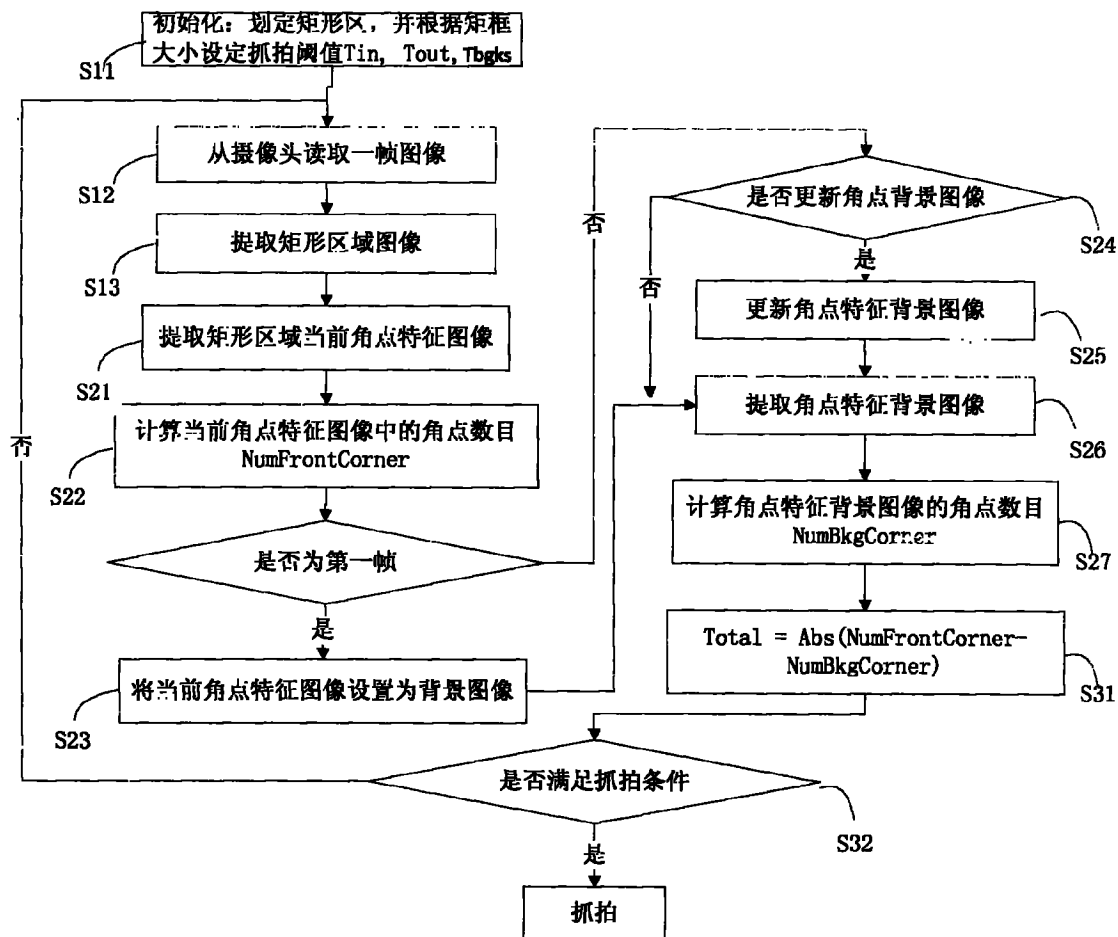 初始化：划定矩形区，并根据矩框
大小设定抓拍阈值Tin, Tout,Tbgks
S11
从摄像头读取一帧图像
S12
提取矩形区域图像
S13
提取矩形区域当前角点特征图像
S21
计算当前角点特征图像中的角点数目
NumFrontCorner
S22
是否为第一帧
否
是
将当前角点特征图像设置为背景图像
S23
是否更新角点背景图像
S24
否
是
更新角点特征背景图像
S25
提取角点特征背景图像
S26
计算角点特征背景图像的角点数目
NumBkgCorner
S27
Total = Abs(NumFrontCorner-
NumBkgCorner)
S31
是否满足抓拍条件
S32
否
是
抓拍